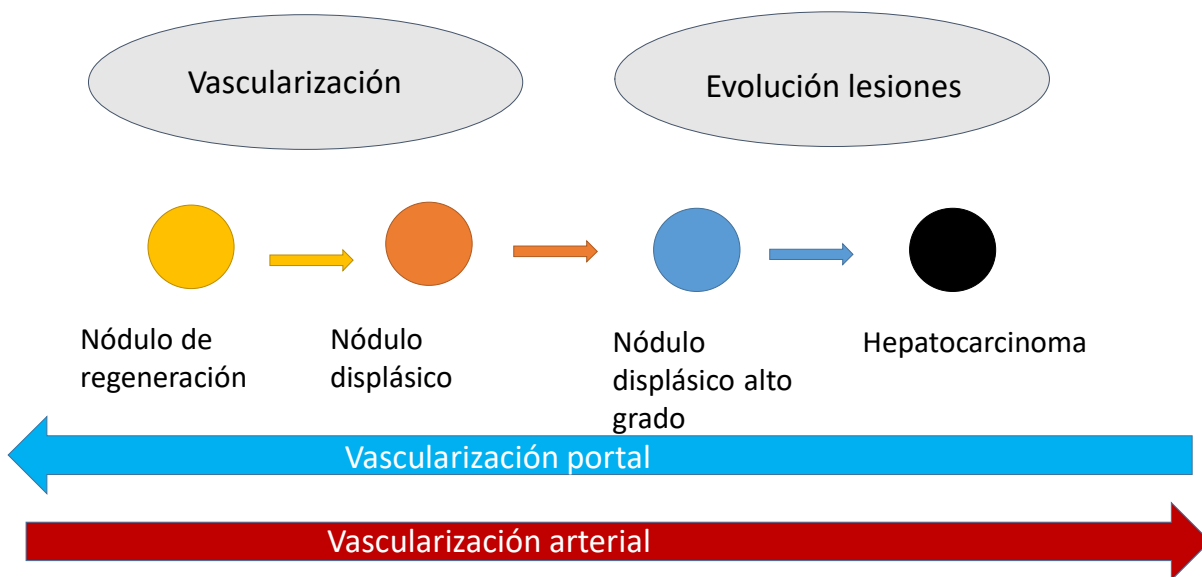 Vascularización
Evolución lesiones
Nódulo de
regeneración
Nódulo
displásico
Nódulo
displásico alto
grado
Hepatocarcinoma
Vascularización portal
Vascularización arterial